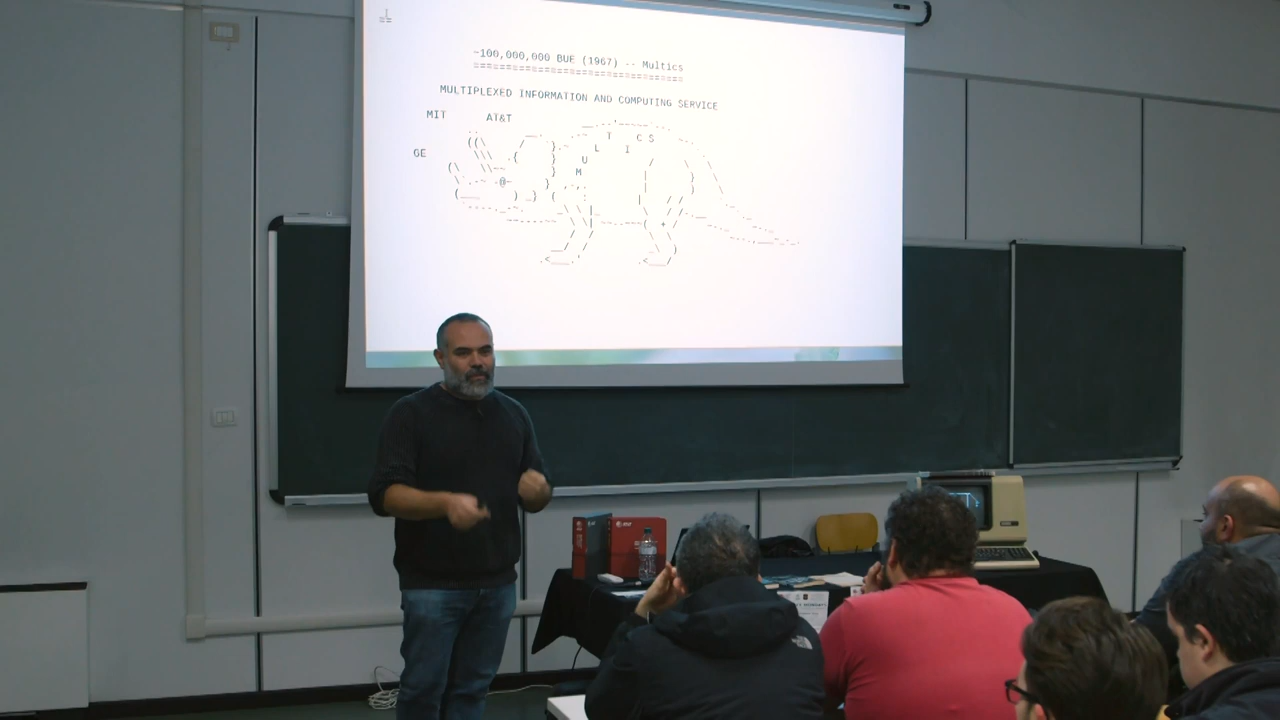 ~100,000,000 BUE (1967) -- Multics
==================================
MULTIPLEXED INFORMATION AND COMPUTING SERVICE
MIT AT&T
GE
M U L T I C S